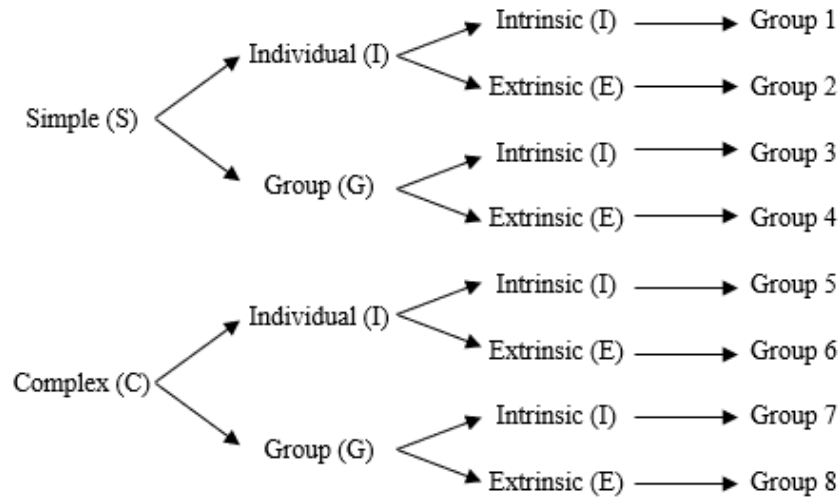 Intrinsic (I) Group 1
Individual (I)
Extrinsic (E) Group 2
Simple (S)
Intrinsic (I) Group 3
Group (G)
Extrinsic (E) Group 4
Intrinsic (I) Group 5
Individual (I)
Extrinsic (E) Group 6
Complex (C)
Intrinsic (I) Group 7
Group (G)
Extrinsic (E) Group 8